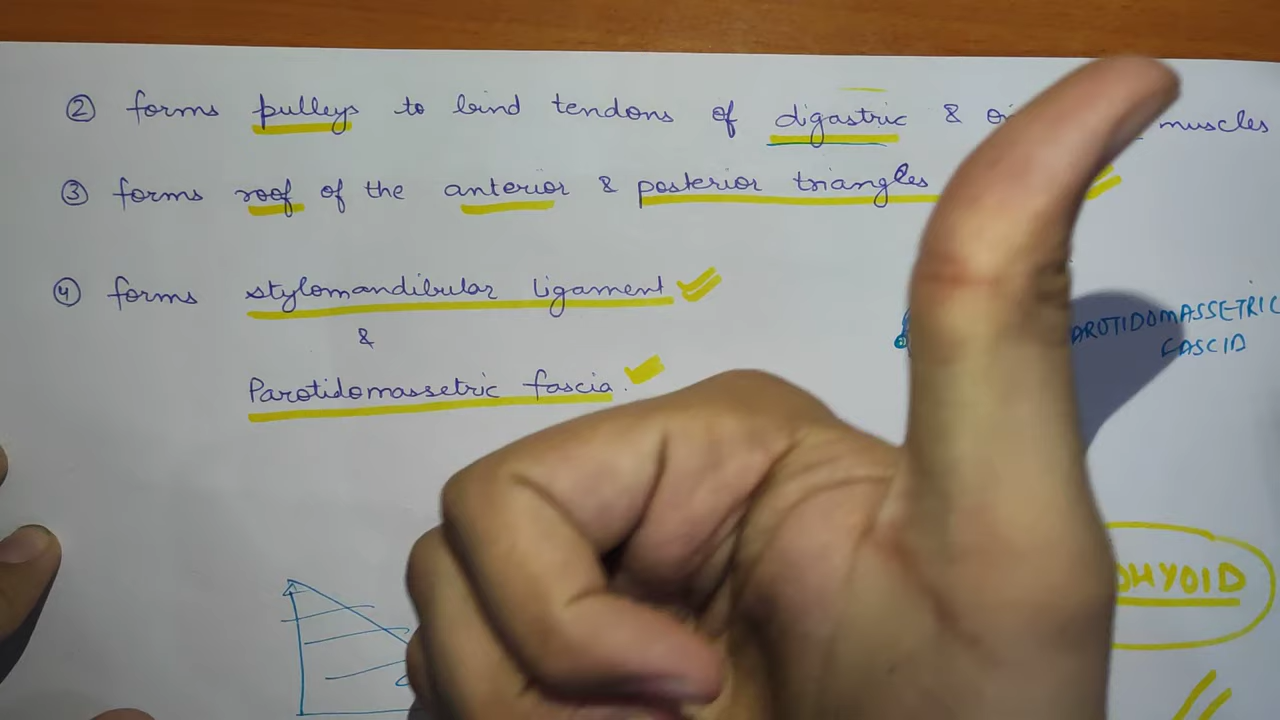 ② forms pulleys to bind tendons of digastric & muscles
③ forms roof of the anterior & posterior triangles
④ forms stylomandibular ligament
&
Parotidomassetric fascia.
AROTIDOMASSETRIC
FASCIA
OHYOID